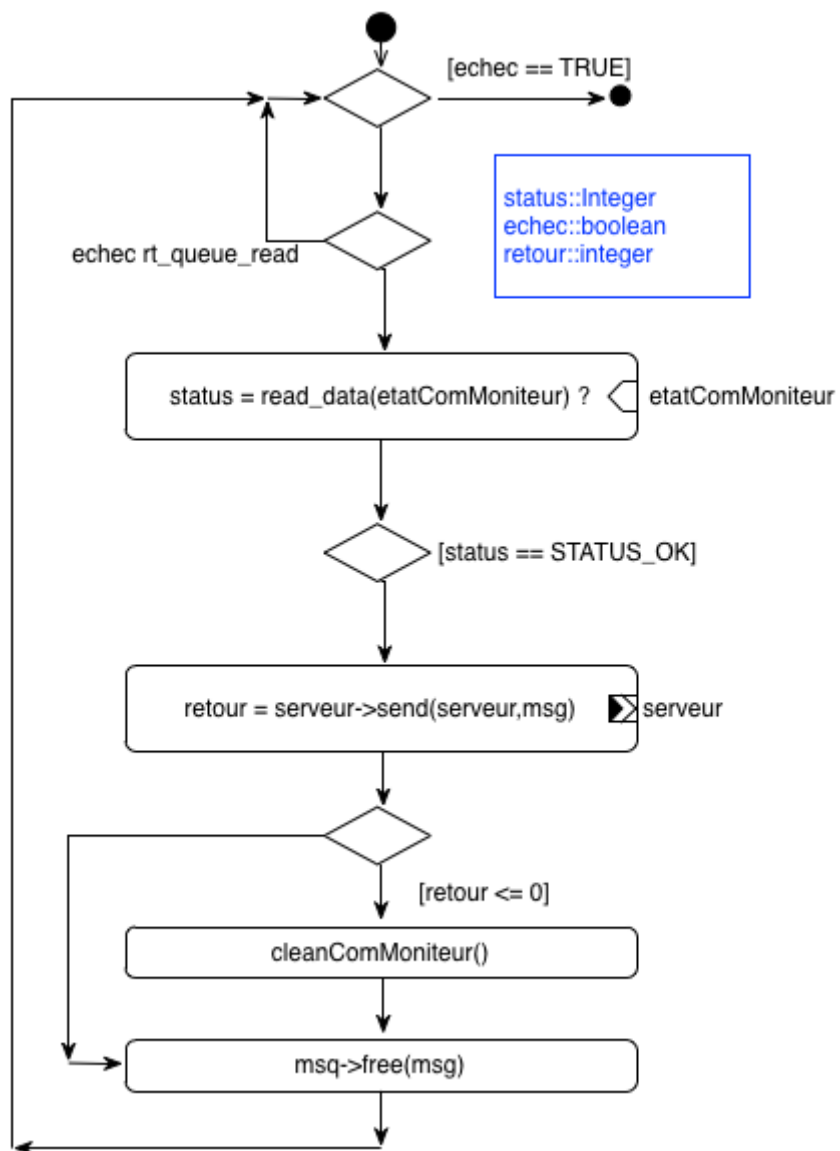 [echec == TRUE]
status::Integer
echec::boolean
retour::integer
echec rt_queue_read
status = read_data(etatComMoniteur) ?
etatComMoniteur
[status == STATUS_OK]
retour = serveur->send(serveur,msg)
serveur
[retour <= 0]
cleanComMoniteur()
msq->free(msg)